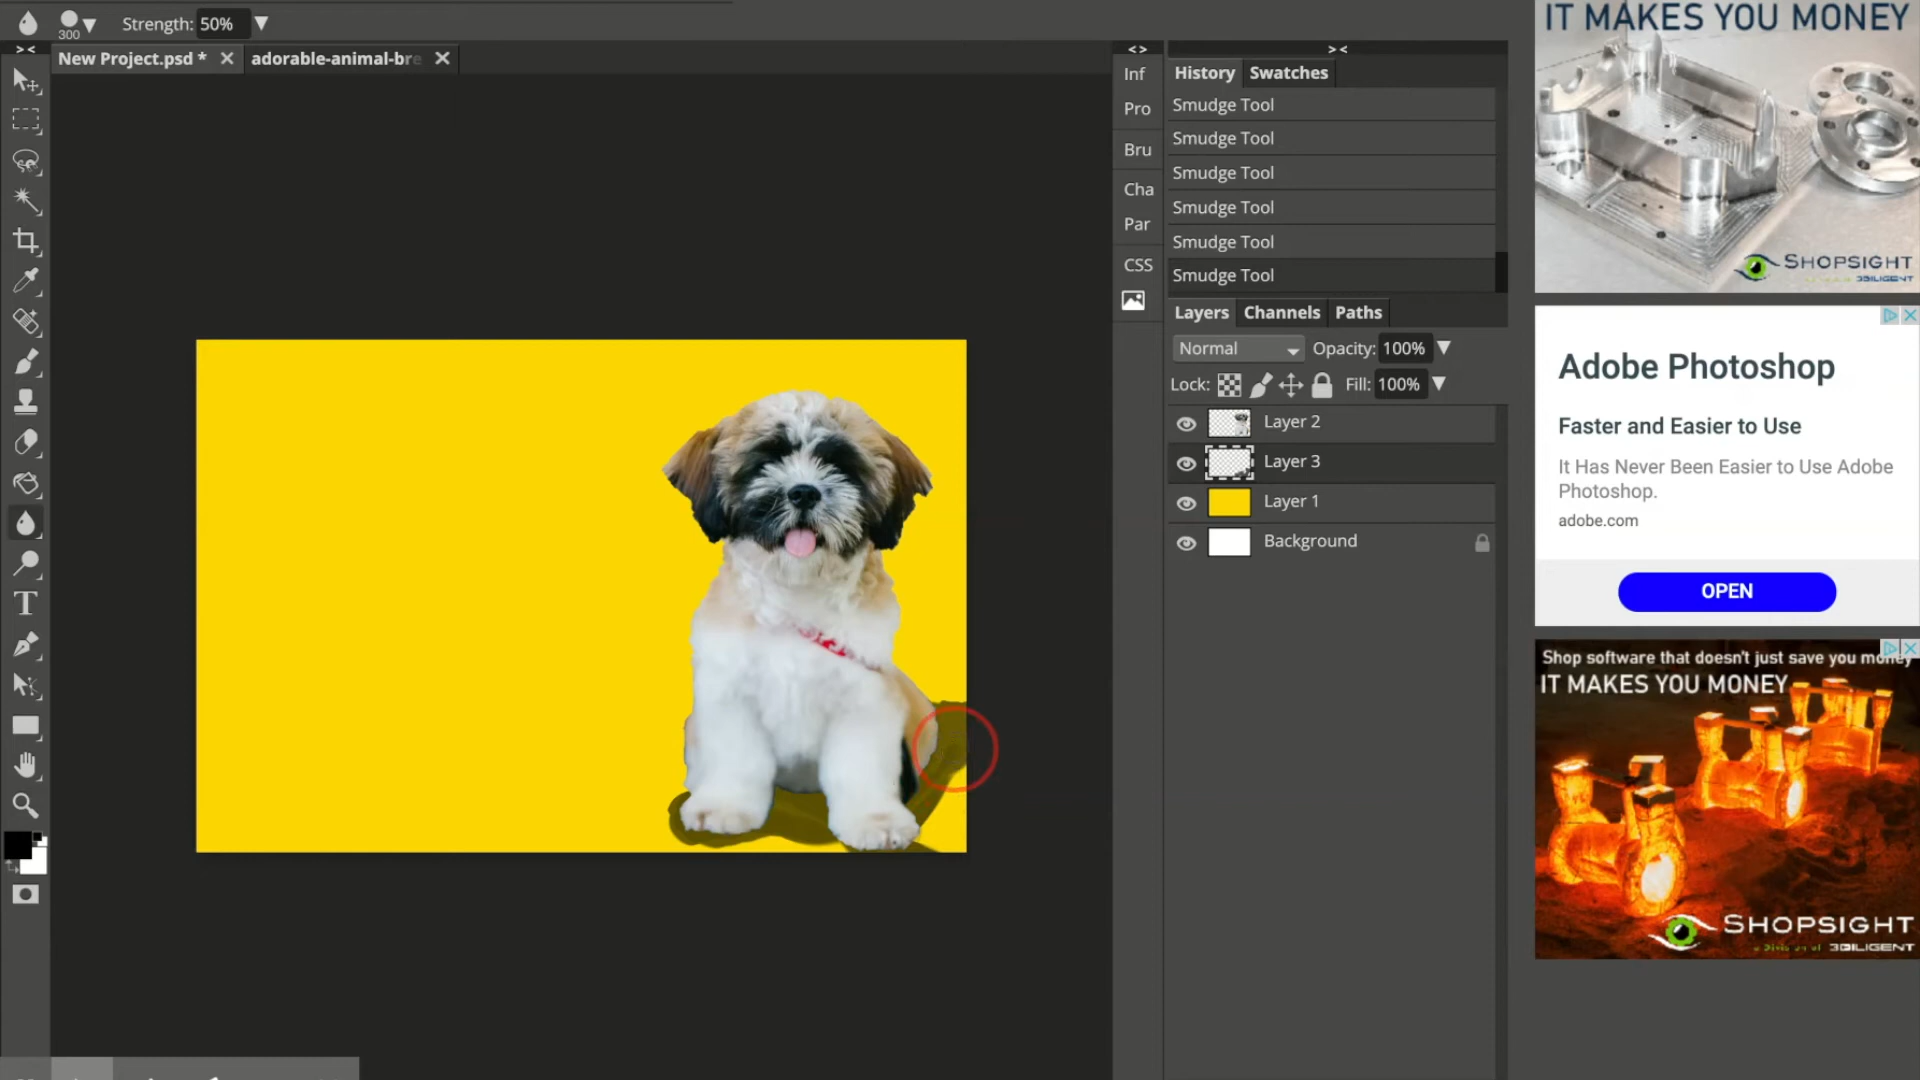 Strength: 50%
300
New Project.psd *
adorable-animal-bre
Inf
Pro
Bru
Cha
Par
CSS
History Swatches
Smudge Tool
Smudge Tool
Smudge Tool
Smudge Tool
Smudge Tool
Smudge Tool
Layers Channels Paths
Normal Opacity: 100%
Lock: Fill: 100%
Layer 2
Layer 3
Layer 1
Background
IT MAKES YOU MONEY
SHOPSIGHT
3DILIGENT
Adobe Photoshop
Faster and Easier to Use
It Has Never Been Easier to Use Adobe
Photoshop.
adobe.com
OPEN
Shop software that doesn't just save you money
IT MAKES YOU MONEY
SHOPSIGHT
a Division of 3DILIGENT